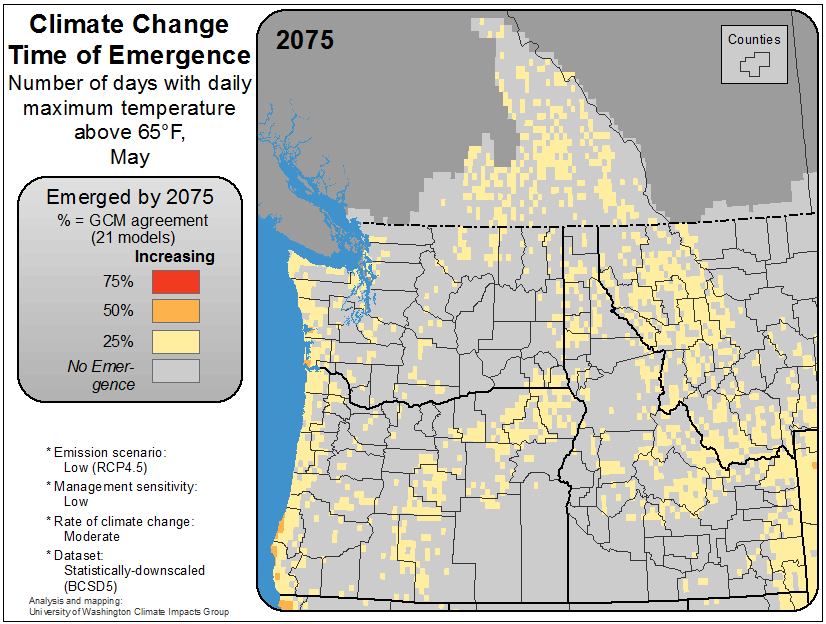 Climate Change
Time of Emergence
Number of days with daily
maximum temperature
above 65°F,
May
Emerged by 2075
% = GCM agreement
(21 models)
Increasing
75%
50%
25%
No Emer-
gence
* Emission scenario:
Low (RCP4.5)
* Management sensitivity:
Low
* Rate of climate change:
Moderate
* Dataset:
Statistically-downscaled
(BCSD5)
Analysis and mapping:
University of Washington Climate Impacts Group
2075
Counties